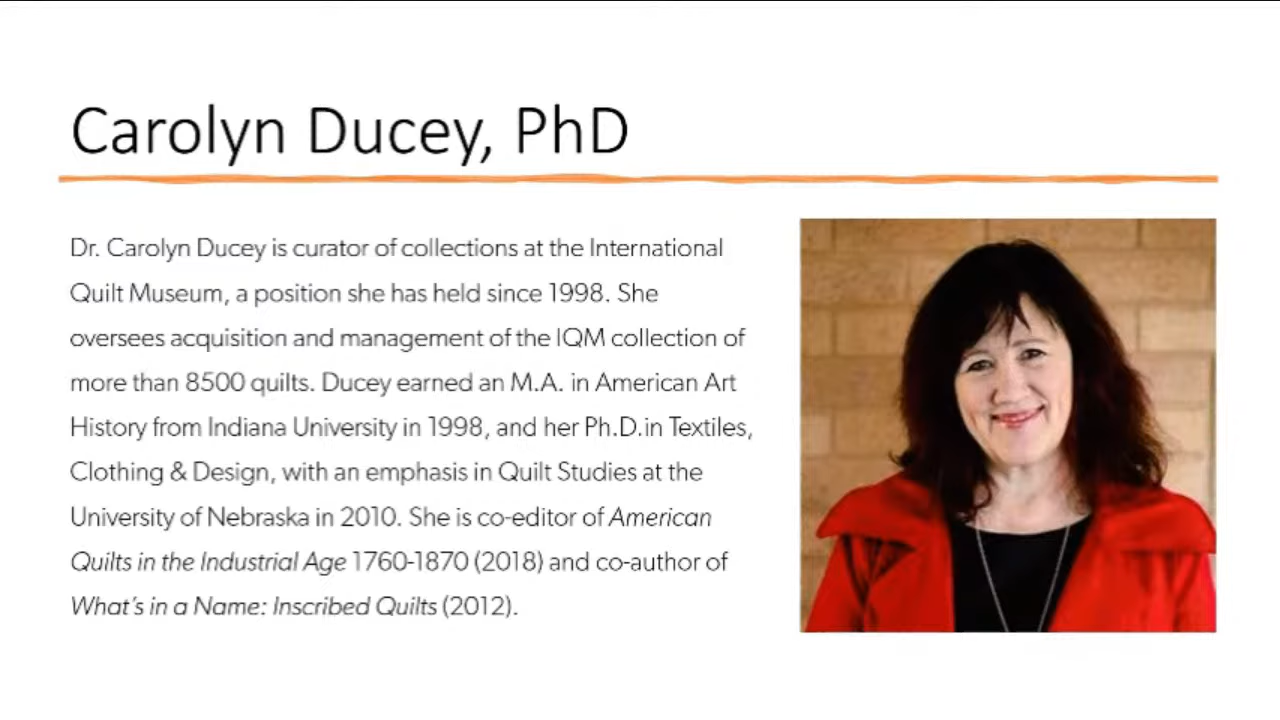 Carolyn Ducey, PhD
Dr. Carolyn Ducey is curator of collections at the International
Quilt Museum, a position she has held since 1998. She
oversees acquisition and management of the IQM collection of
more than 8500 quilts. Ducey earned an M.A. in American Art
History from Indiana University in 1998, and her Ph.D.in Textiles,
Clothing & Design, with an emphasis in Quilt Studies at the
University of Nebraska in 2010. She is co-editor of American
Quilts in the Industrial Age 1760-1870 (2018) and co-author of
What's in a Name: Inscribed Quilts (2012).